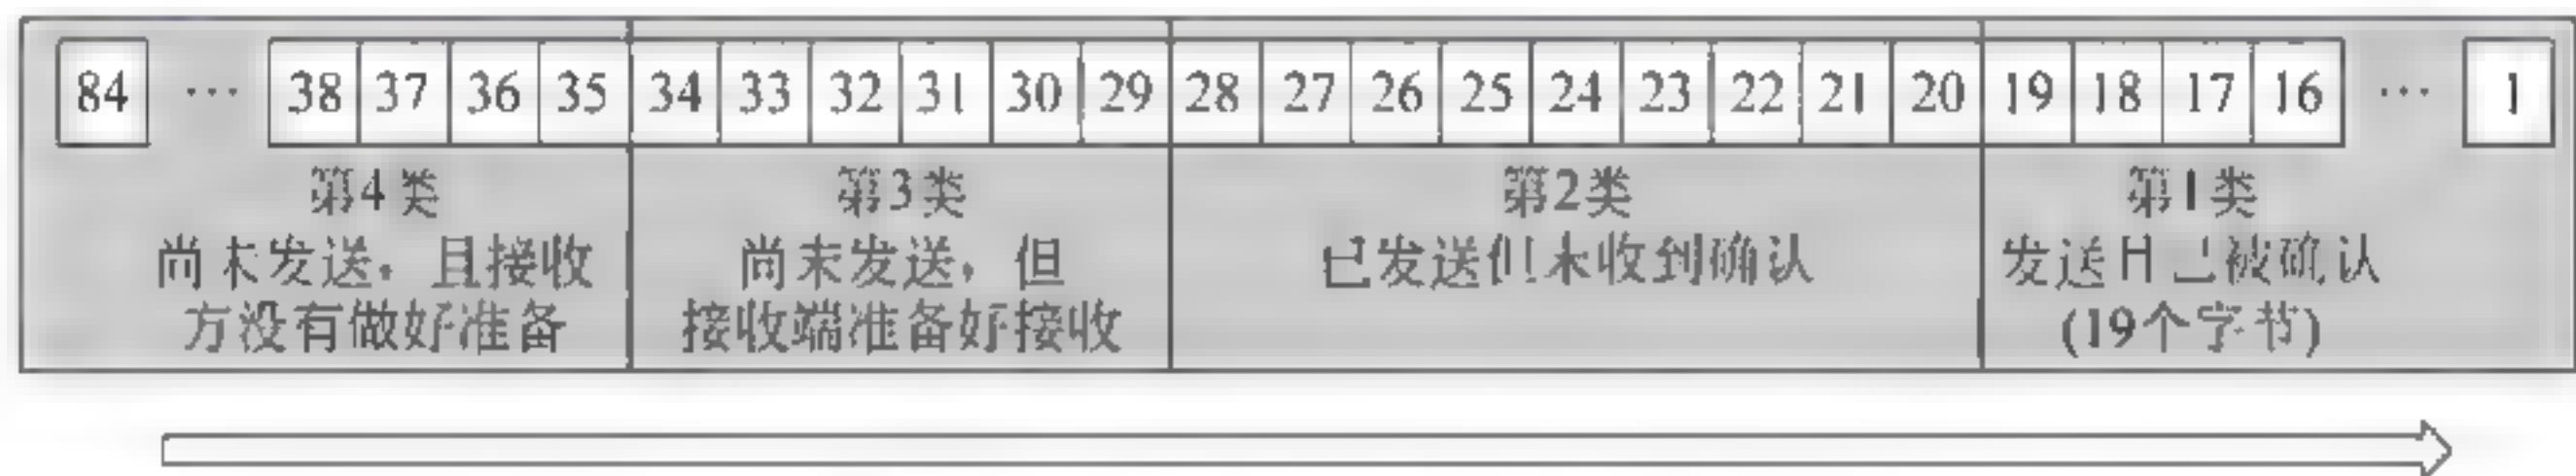 84 … 38 37 36 35 34 33 32 31 30 29 28 27 26 25 24 23 22 21 20 19 18 17 16 … 1
第4类
尚未发送,且接收
方没有做好准备
第3类
尚未发送,但
接收端准备好接收
第2类
已发送但未收到确认
第1类
发送且已被确认
(19个字节)